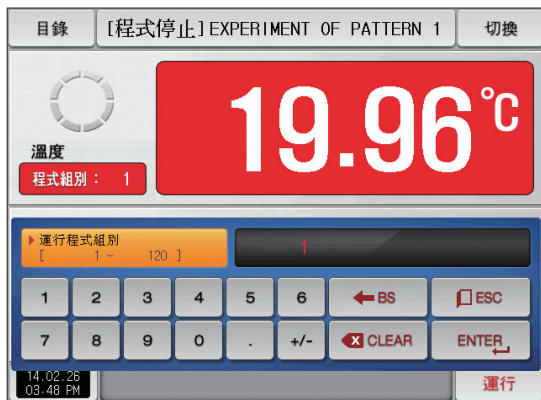 目錄
[程式停止]EXPERIMENT OF PATTERN 1
切換
19.96℃
溫度
程式組別： 1
運行程式組別
[ 1 ~ 120 ]
1
1 2 3 4 5 6 BS ESC
7 8 9 0 . +/- CLEAR ENTER
14.02.26
03:48 PM
運行